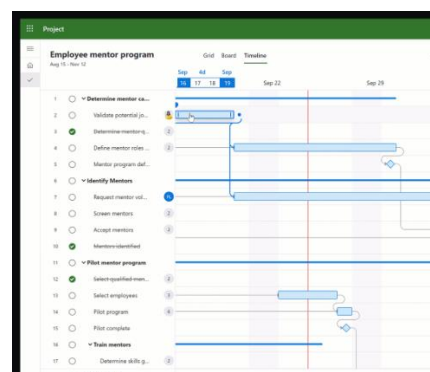 Project
Employee mentor program
Aug 15 - Nov 12
Grid Board Timeline
Sep 4d Sep
16 17 18 19 Sep 22 Sep 29
1 Determine mentor ca...
2 Validate potential jo...
3 Determine mentor q...
4 Define mentor roles ...
5 Mentor program def...
6 Identify Mentors
7 Request mentor vid...
8 Screen mentors
9 Accept mentors
10 Mentors identified
11 Pilot mentor program
12 Select qualified men...
13 Select employees
14 Pilot program
15 Pilot complete
16 Train mentors
17 Determine skills g...